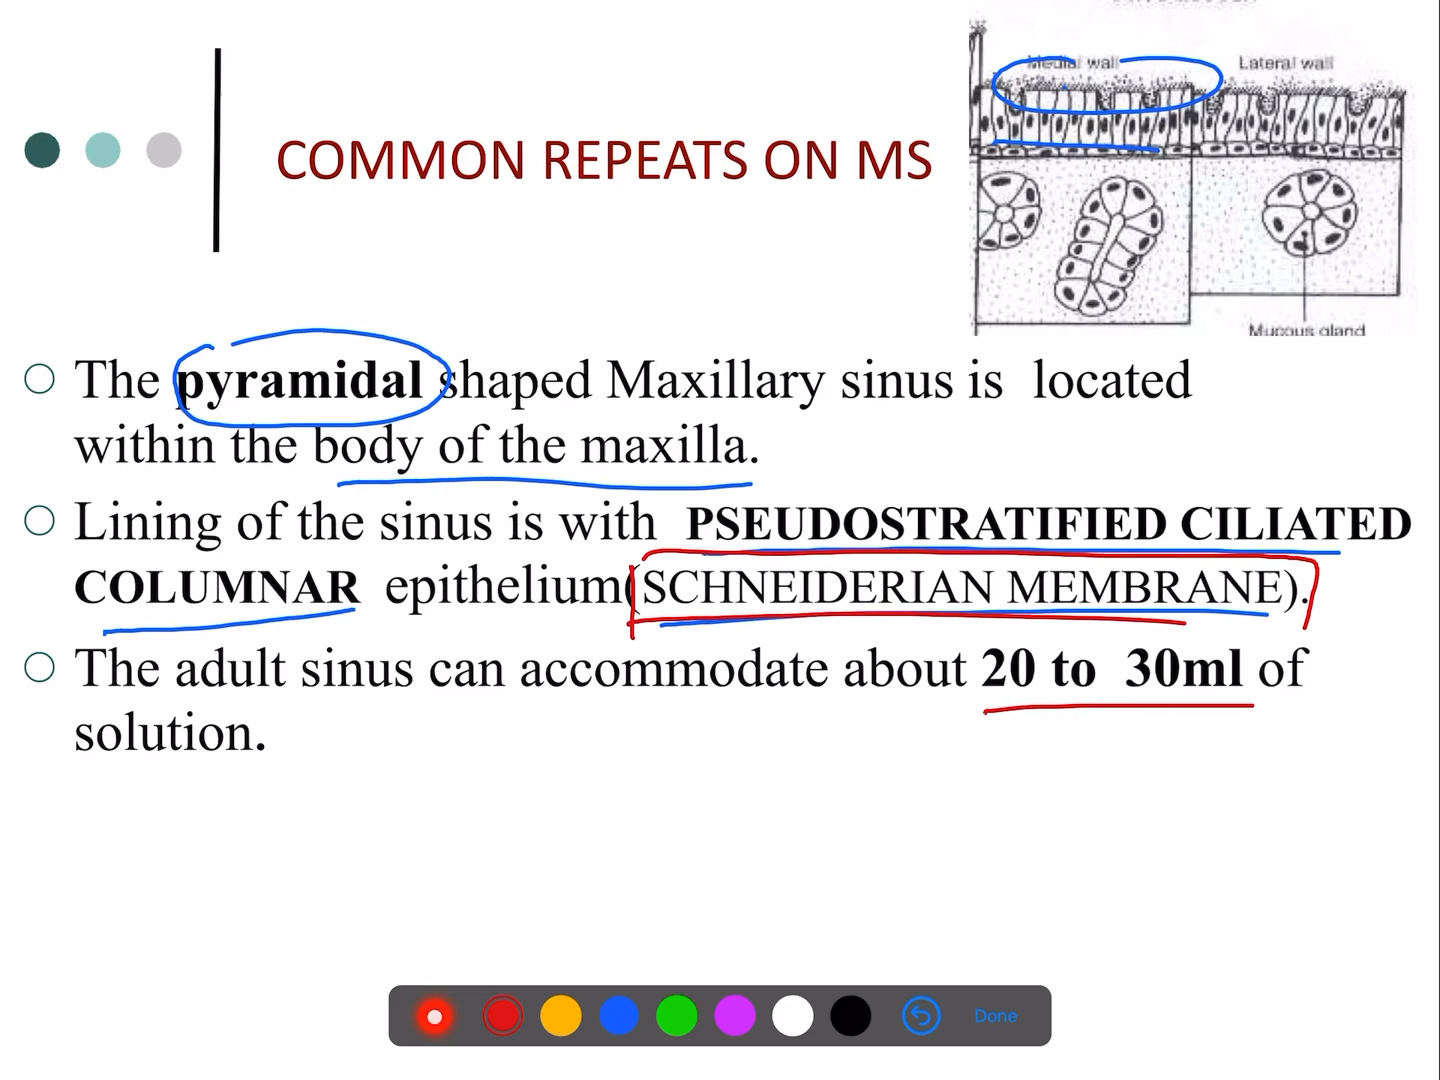 Medial wall
Lateral wall
COMMON REPEATS ON MS
Mucous gland
The pyramidal shaped Maxillary sinus is located
within the body of the maxilla.
Lining of the sinus is with PSEUDOSTRATIFIED CILIATED
COLUMNAR epithelium(SCHNEIDERIAN MEMBRANE).
The adult sinus can accommodate about 20 to 30ml of
solution.
Done